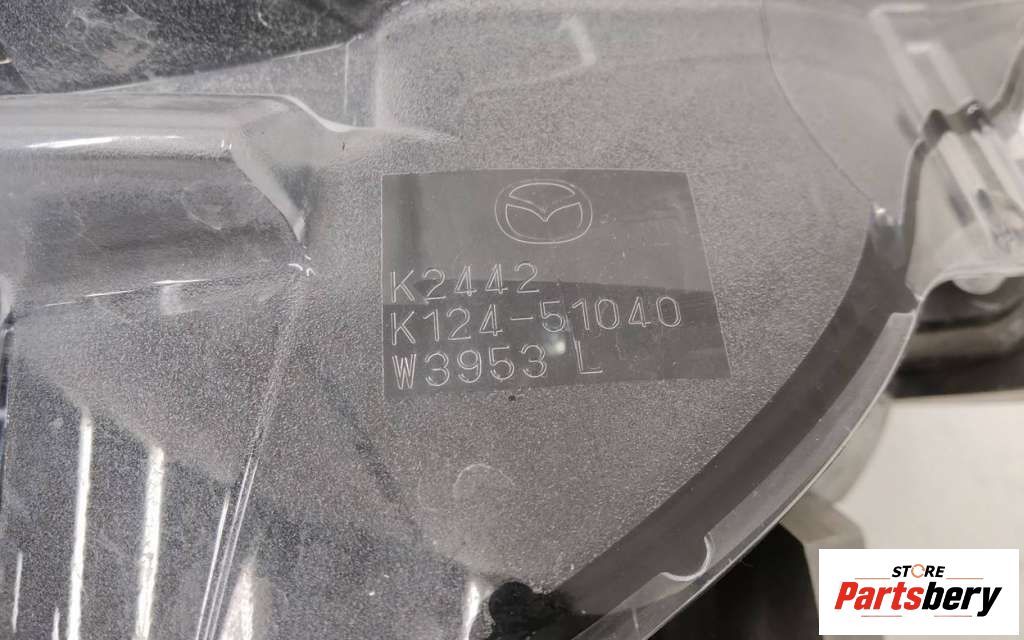 K2442
K124-51040
W3953 L
STORE
Partsbery